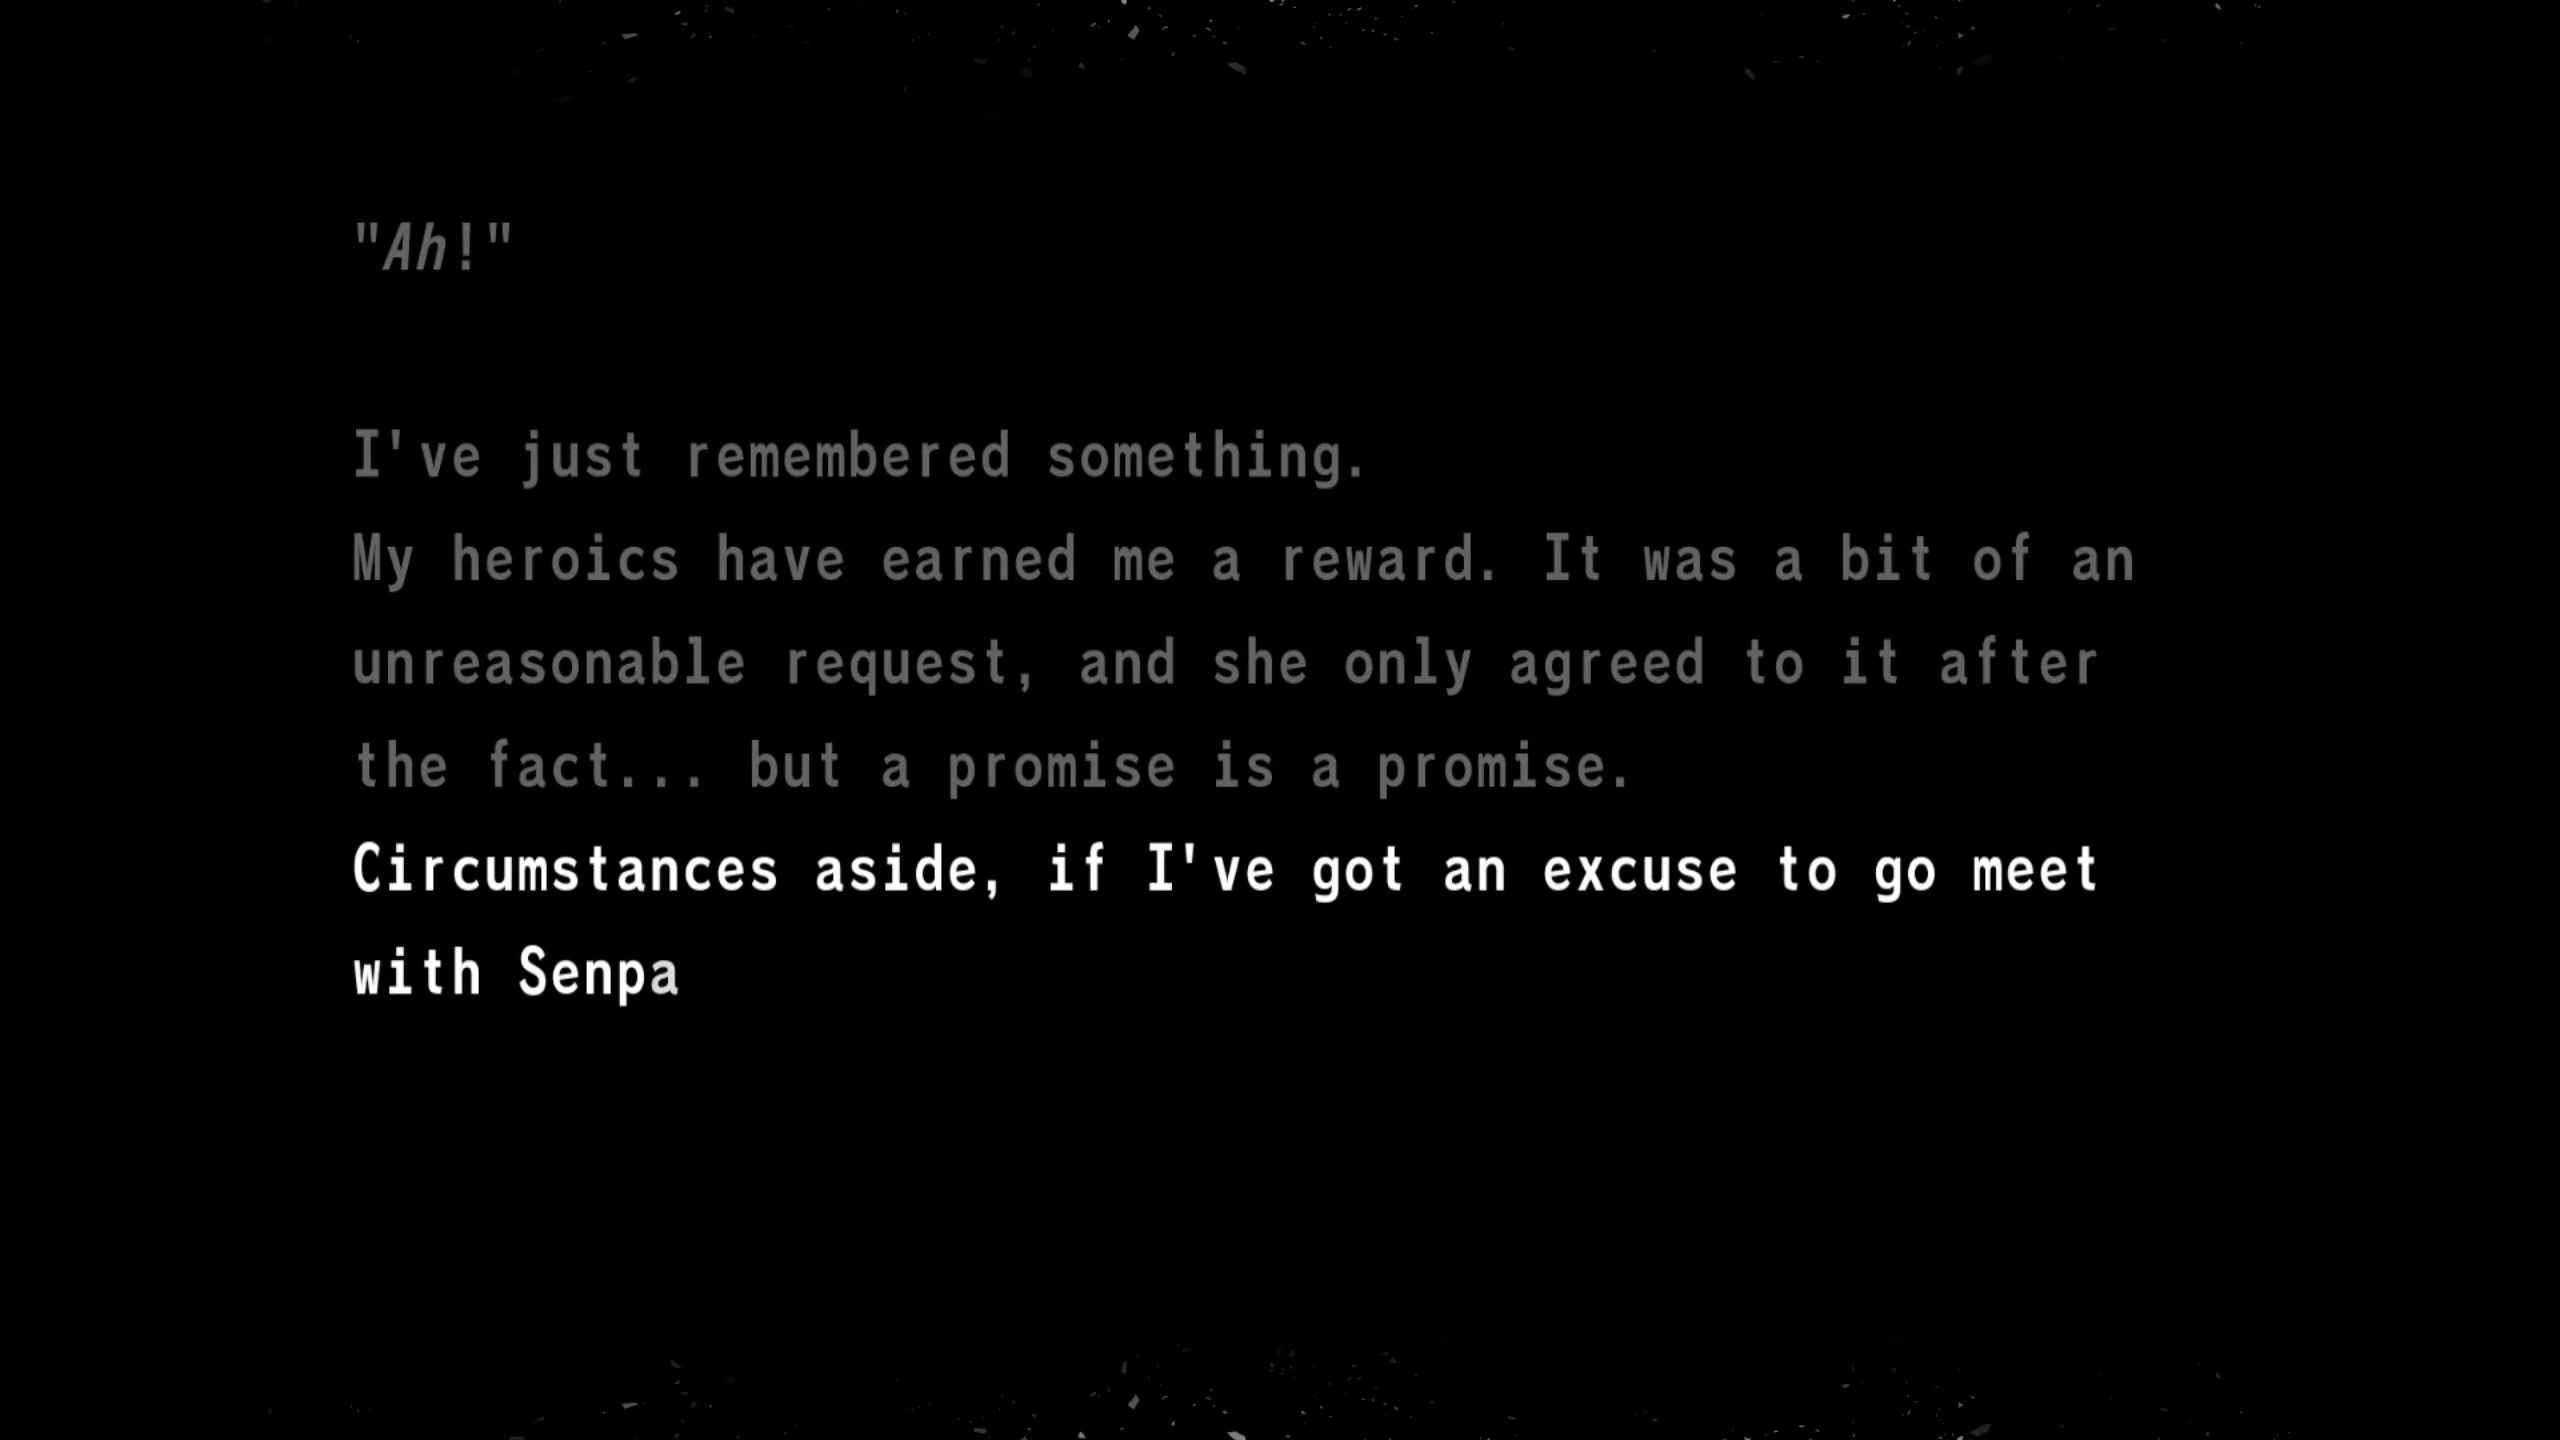 "Ah!"
I've just remembered something.
My heroics have earned me a reward. It was a bit of an
unreasonable request, and she only agreed to it after
the fact... but a promise is a promise.
Circumstances aside, if I've got an excuse to go meet
with Senpa